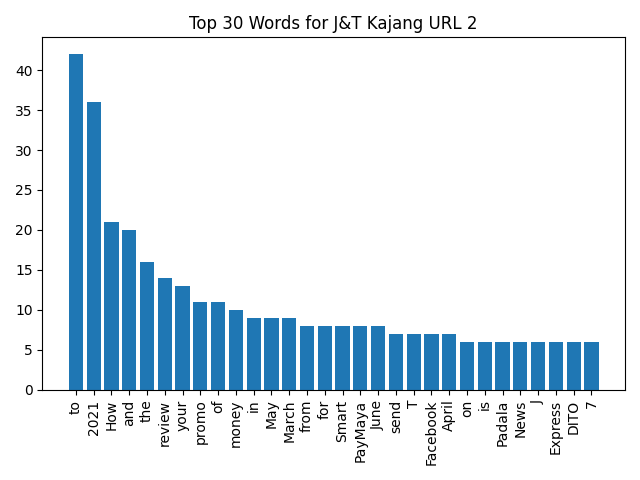 Top 30 Words for J&T Kajang URL 2
40
35
30
25
20
15
10
5
0
to
2021
How
and
the
review
your
promo
of
money
in
May
March
from
for
Smart
PayMaya
June
send
T
Facebook
April
on
is
Padala
News
J
Express
DITO
7